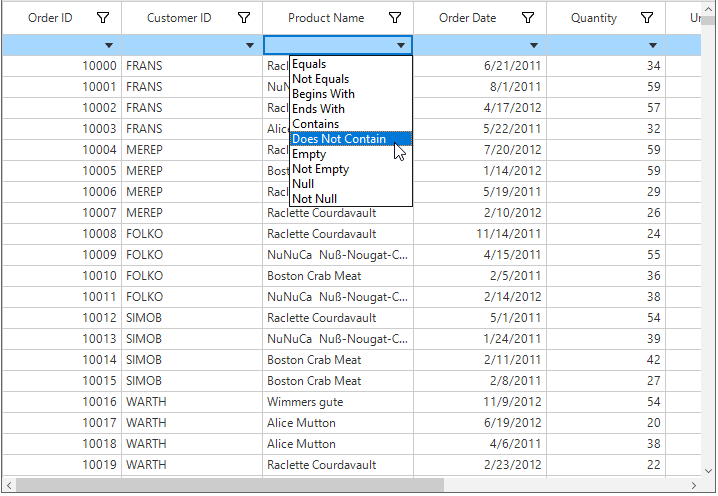 Order ID Customer ID Product Name Order Date Quantity Un
Equals
Not Equals
Begins With
Ends With
Contains
Does Not Contain
Empty
Not Empty
Null
Not Null
10000 FRANS Racl 6/21/2011 34
10001 FRANS NuN 8/1/2011 59
10002 FRANS Racl 4/17/2012 57
10003 FRANS Alice 5/22/2011 32
10004 MEREP Racl 7/20/2012 59
10005 MEREP Bost 1/14/2012 59
10006 MEREP Racl 5/19/2011 29
10007 MEREP Raclette Courdavault 2/10/2012 26
10008 FOLKO Raclette Courdavault 11/14/2011 24
10009 FOLKO NuNuCa Nuß-Nougat-C... 4/15/2011 55
10010 FOLKO Boston Crab Meat 2/5/2011 36
10011 FOLKO NuNuCa Nuß-Nougat-C... 2/14/2012 38
10012 SIMOB Raclette Courdavault 5/1/2011 54
10013 SIMOB NuNuCa Nuß-Nougat-C... 1/24/2011 39
10014 SIMOB Boston Crab Meat 2/11/2011 42
10015 SIMOB Boston Crab Meat 2/8/2011 27
10016 WARTH Wimmers gute 11/9/2012 54
10017 WARTH Alice Mutton 6/19/2012 20
10018 WARTH Alice Mutton 4/6/2011 38
10019 WARTH Raclette Courdavault 2/23/2012 22